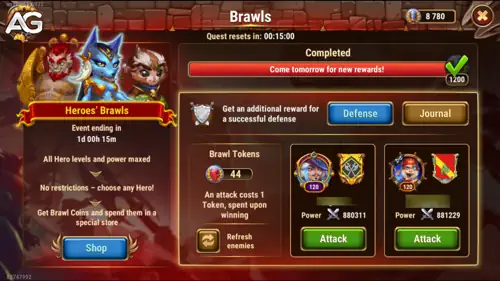 AG
Brawls
8 780
Quest resets in: 00:15:00
Completed
Come tomorrow for new rewards!
1200
Heroes' Brawls
Event ending in
1d 00h 15m
All Hero levels and power maxed
No restrictions – choose any Hero!
Get Brawl Coins and spend them in a
special store
Shop
Get an additional reward for
a successful defense
Defense
Journal
Brawl Tokens
44
An attack costs 1
Token, spent upon
winning
Refresh
enemies
120
Power 880311
Attack
120
Power 881229
Attack